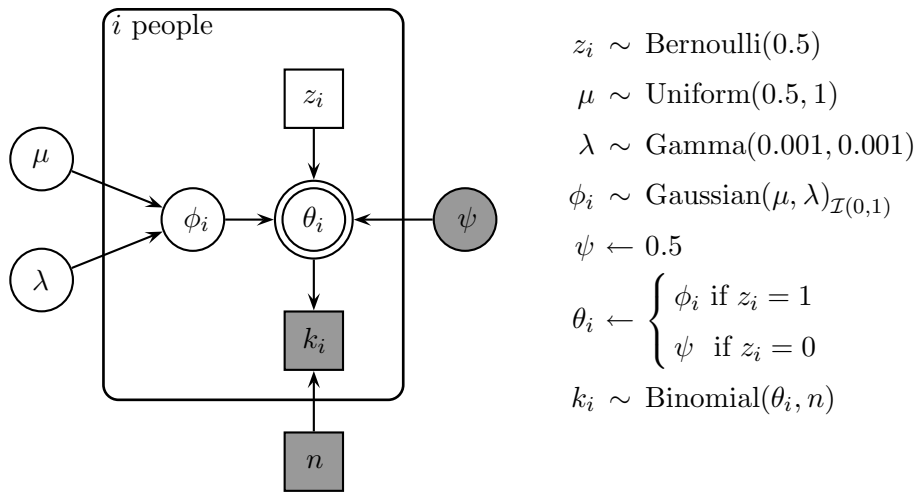 i people
z_i
μ
λ
φ_i
θ_i
ψ
k_i
n
z_i ∼ Bernoulli(0.5)
μ ∼ Uniform(0.5, 1)
λ ∼ Gamma(0.001, 0.001)
ϕ_i ∼ Gaussian(μ, λ)_{I(0,1)}
ψ ← 0.5
θ_i ← { ϕ_i if z_i = 1
ψ if z_i = 0
k_i ∼ Binomial(θ_i, n)